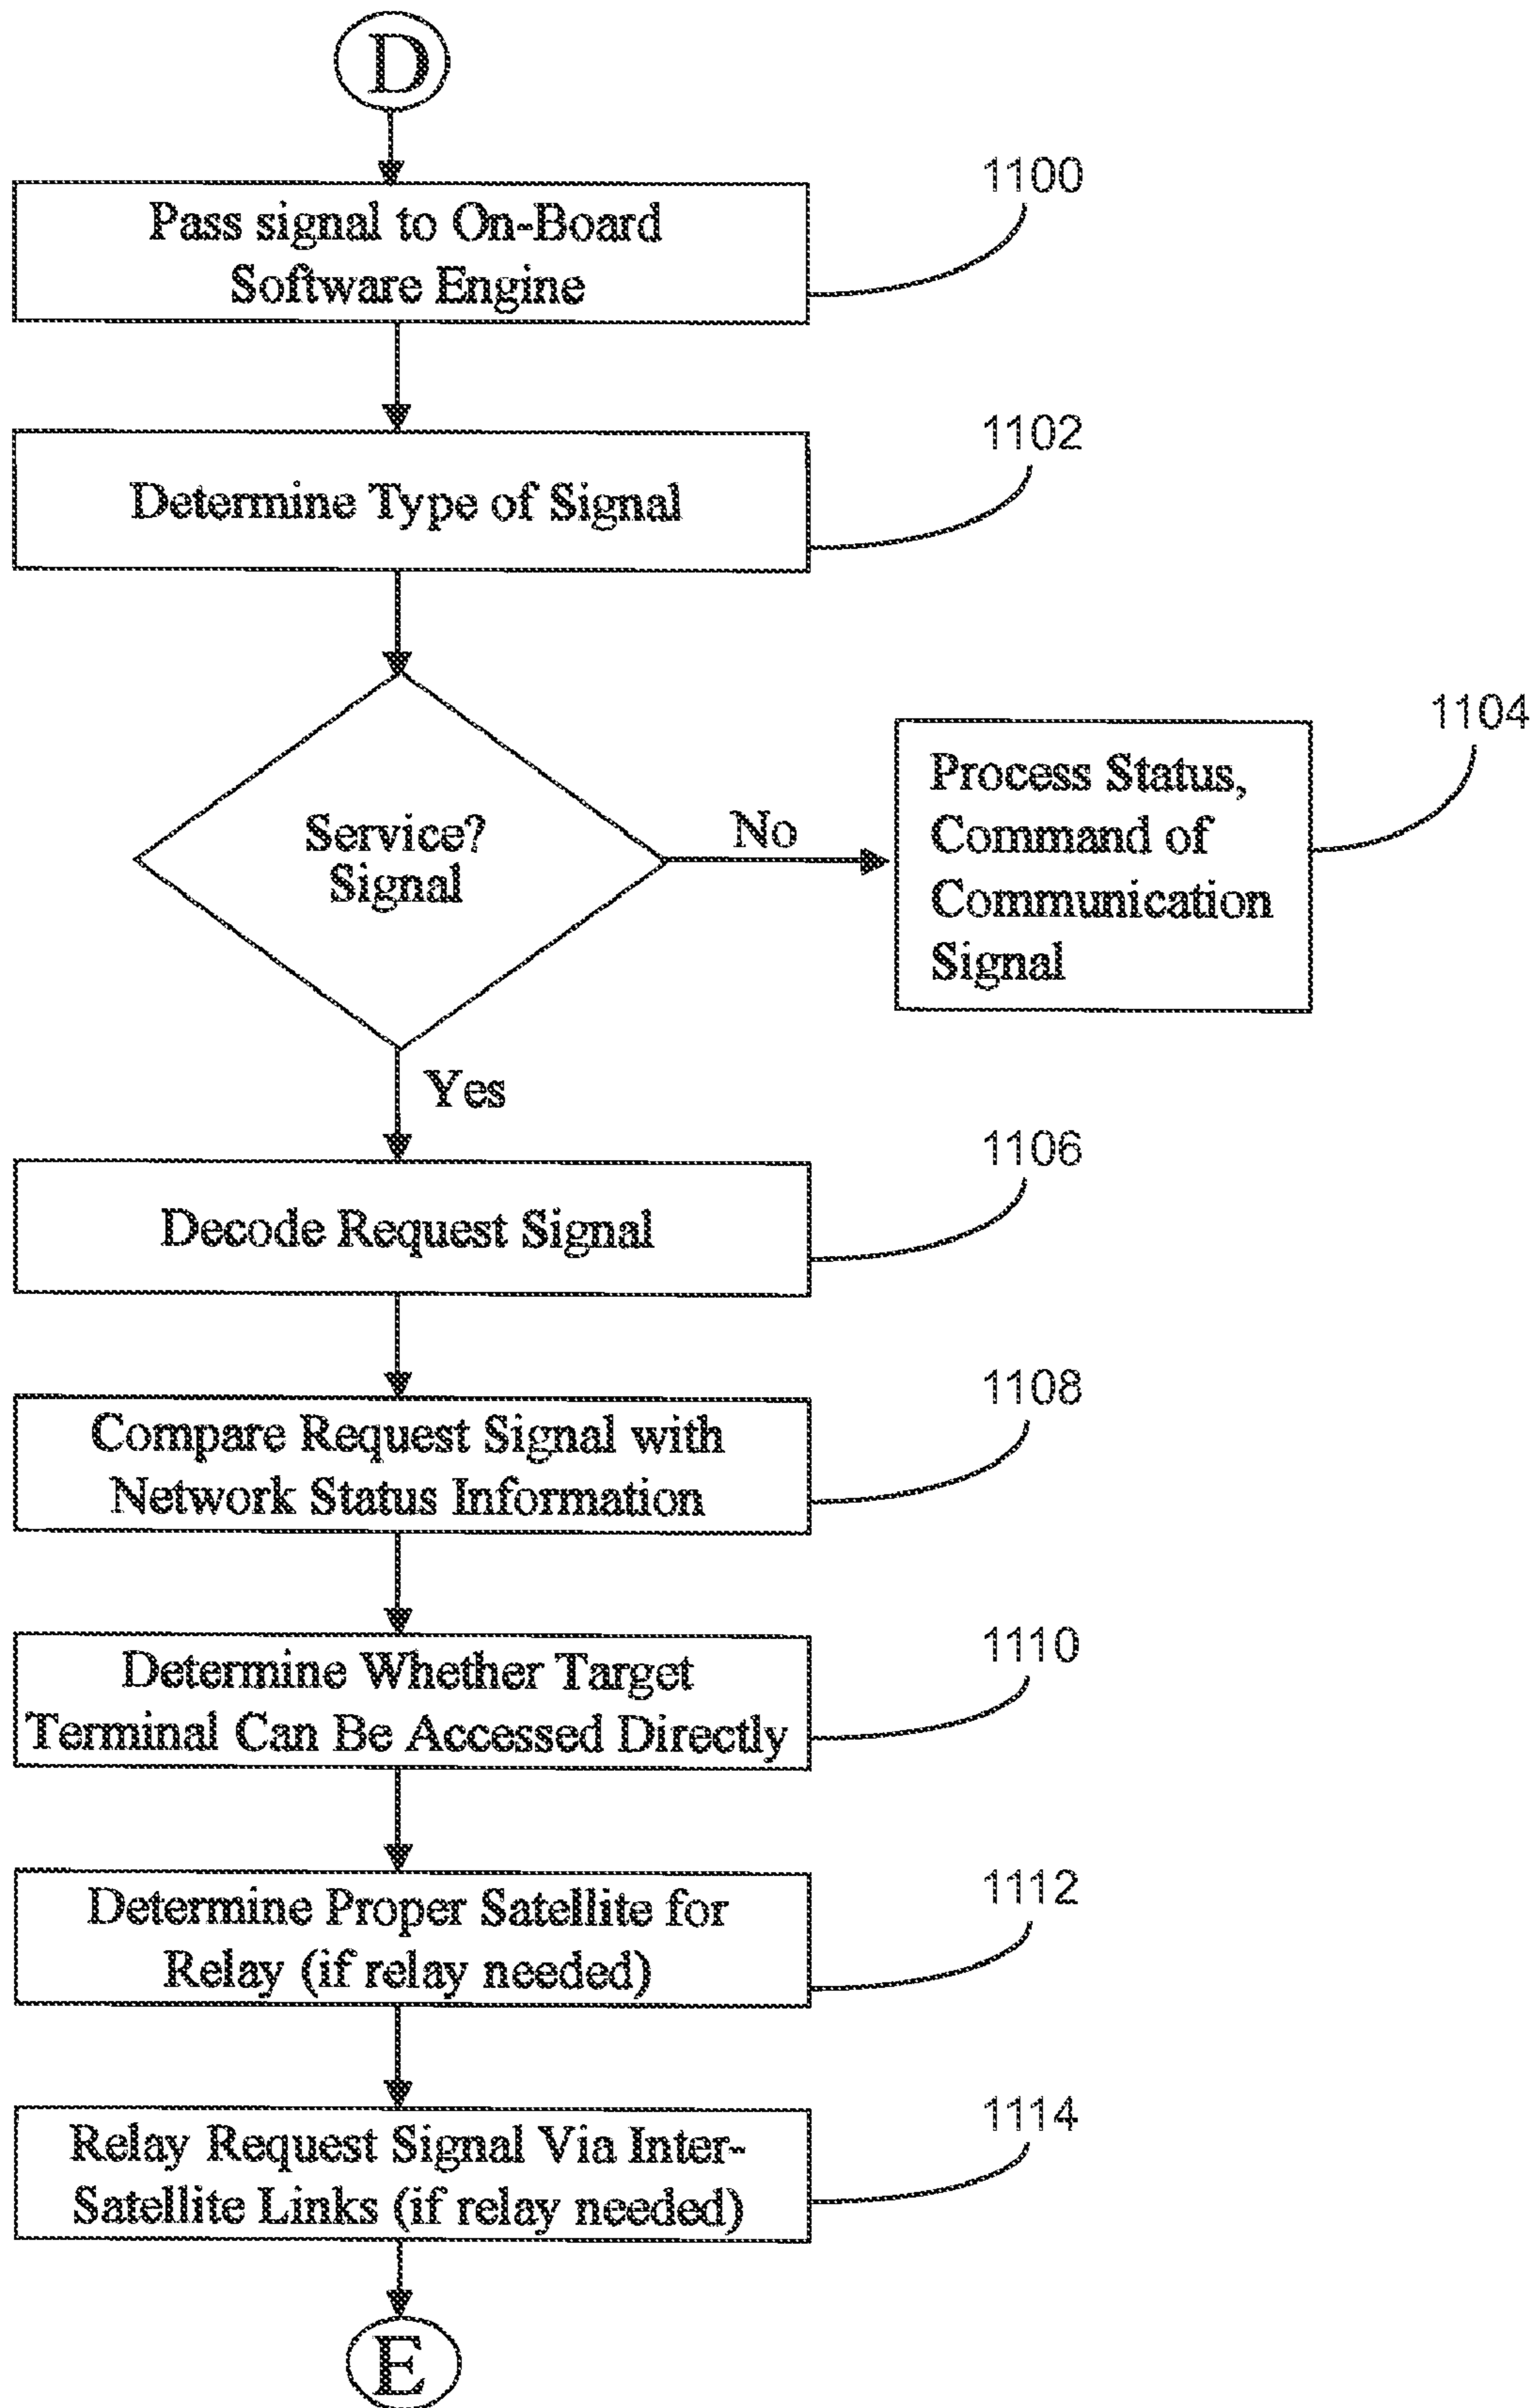 D
1100
Pass signal to On-Board
Software Engine
1102
Determine Type of Signal
1104
Service?
Signal
No
Process Status,
Command of
Communication
Signal
Yes
1106
Decode Request Signal
1108
Compare Request Signal with
Network Status Information
1110
Determine Whether Target
Terminal Can Be Accessed Directly
1112
Determine Proper Satellite for
Relay (if relay needed)
1114
Relay Request Signal Via Inter-
Satellite Links (if relay needed)
E